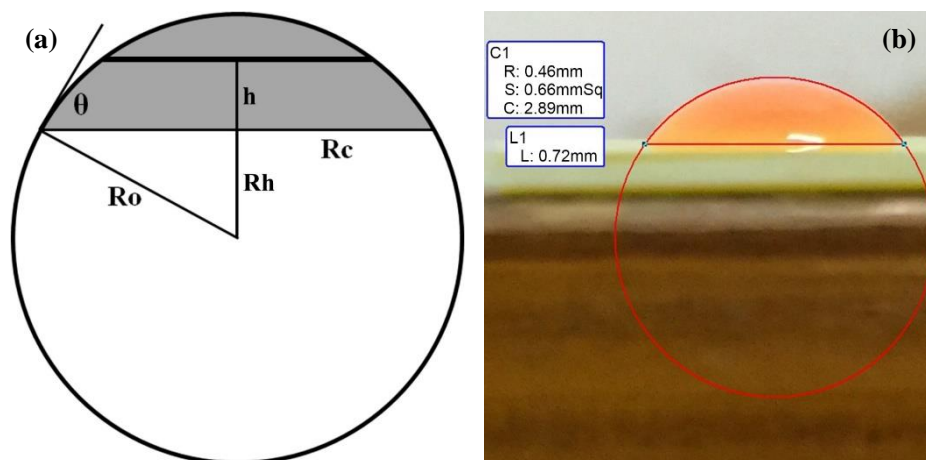 (a)
θ
h
Rc
Rh
Ro
(b)
C1
R: 0.46mm
S: 0.66mmSq
C: 2.89mm
L1
L: 0.72mm